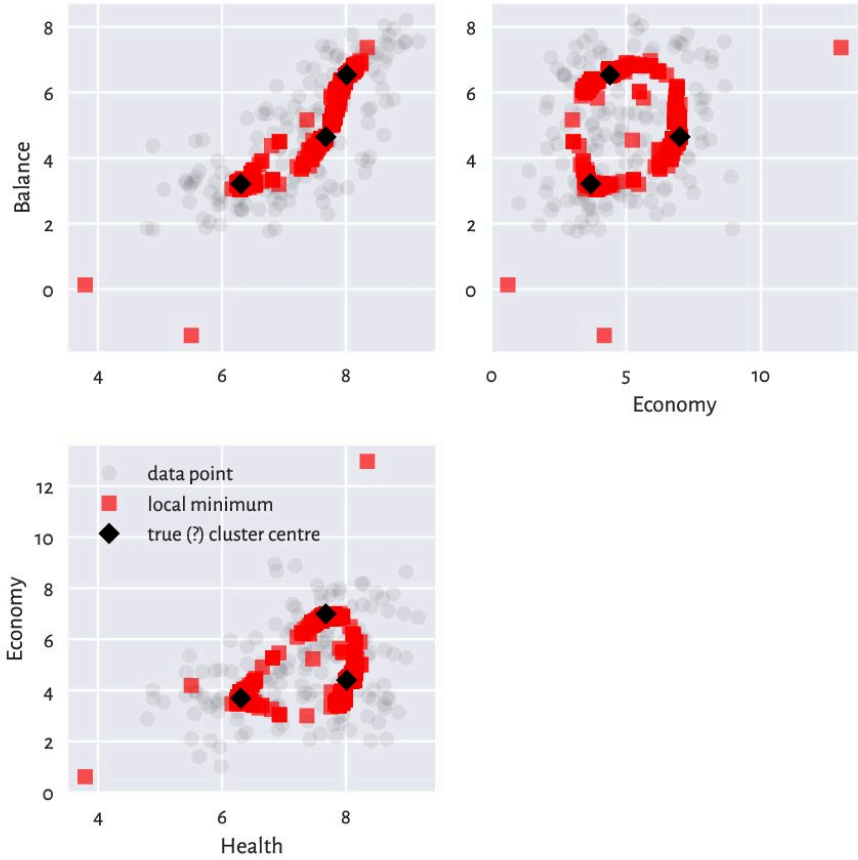 8
6
4
2
0
Balance
4 6 8
0 5 10
Economy
data point
local minimum
true (?) cluster centre
12
10
8
6
4
2
0
Economy
4 6 8
Health
8
6
4
2
0